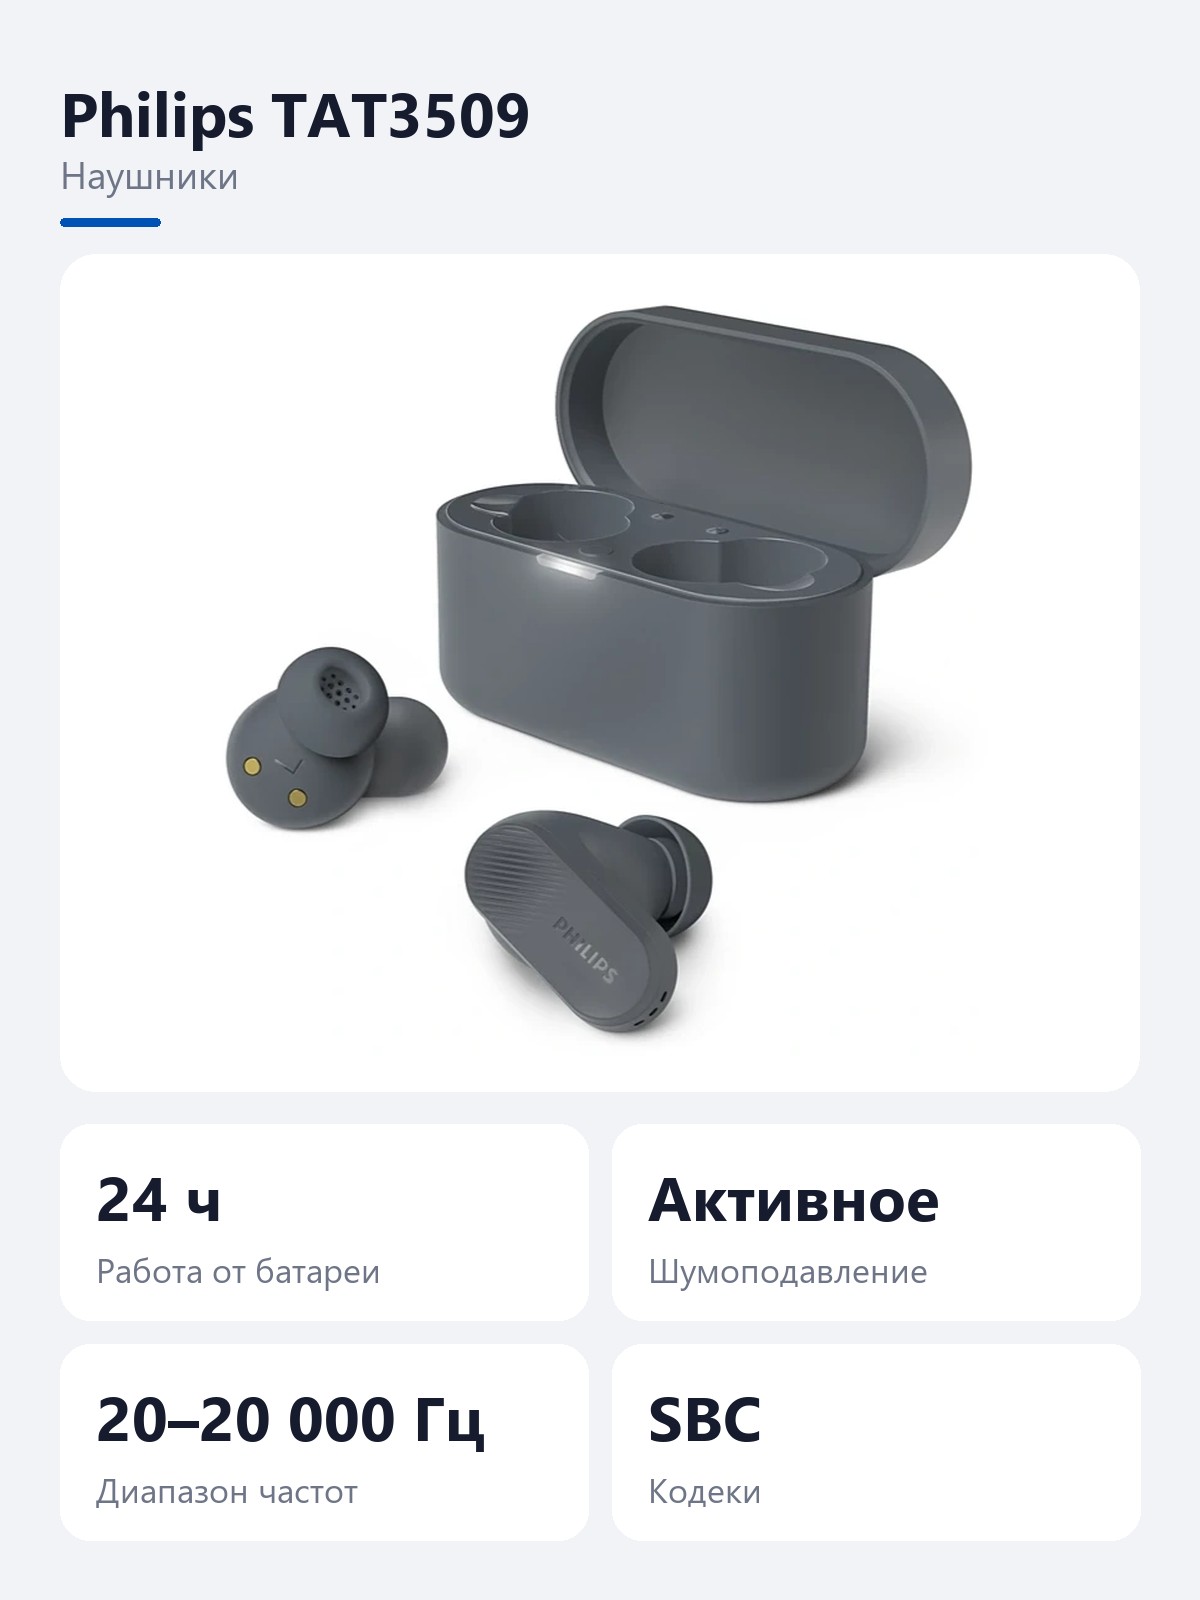 Philips TAT3509
Наушники
PHILIPS
24 ч
Работа от батареи
Активное
Шумоподавление
20–20 000 Гц
Диапазон частот
SBC
Кодеки